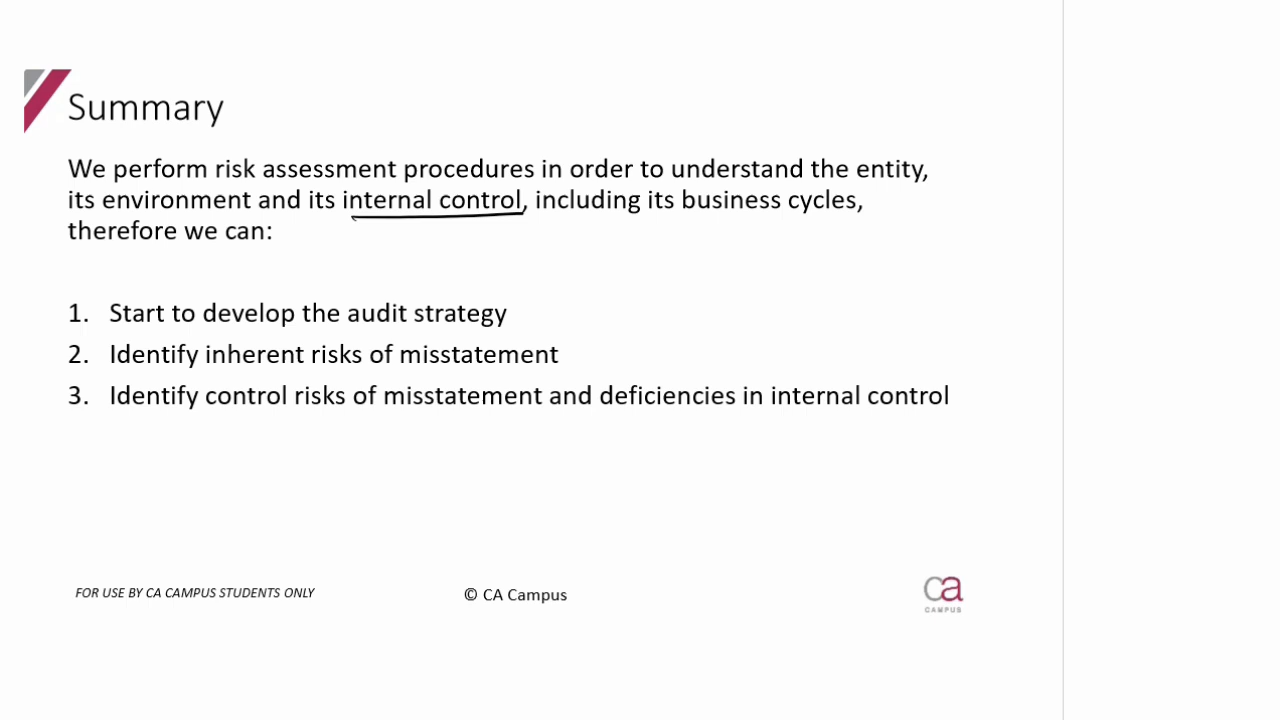 Summary
We perform risk assessment procedures in order to understand the entity,
its environment and its internal control, including its business cycles,
therefore we can:
1. Start to develop the audit strategy
2. Identify inherent risks of misstatement
3. Identify control risks of misstatement and deficiencies in internal control
FOR USE BY CA CAMPUS STUDENTS ONLY
© CA Campus
ca
CAMPUS